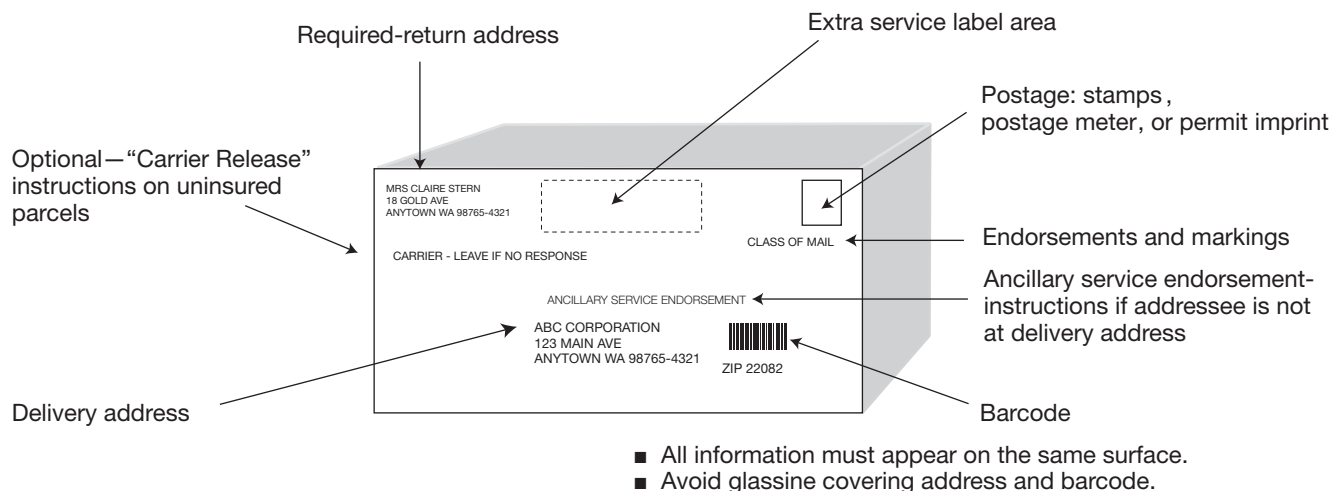 Extra service label area
Required-return address
Postage: stamps,
postage meter, or permit imprint
Optional—“Carrier Release”
instructions on uninsured
parcels
MRS CLAIRE STERN
18 GOLD AVE
ANYTOWN WA 98765-4321
CLASS OF MAIL
Endorsements and markings
CARRIER - LEAVE IF NO RESPONSE
Ancillary service endorsement-
instructions if addressee is not
at delivery address
ANCILLARY SERVICE ENDORSEMENT
ABC CORPORATION
123 MAIN AVE
ANYTOWN WA 98765-4321
ZIP 22082
Delivery address
Barcode
■ All information must appear on the same surface.
■ Avoid glassine covering address and barcode.